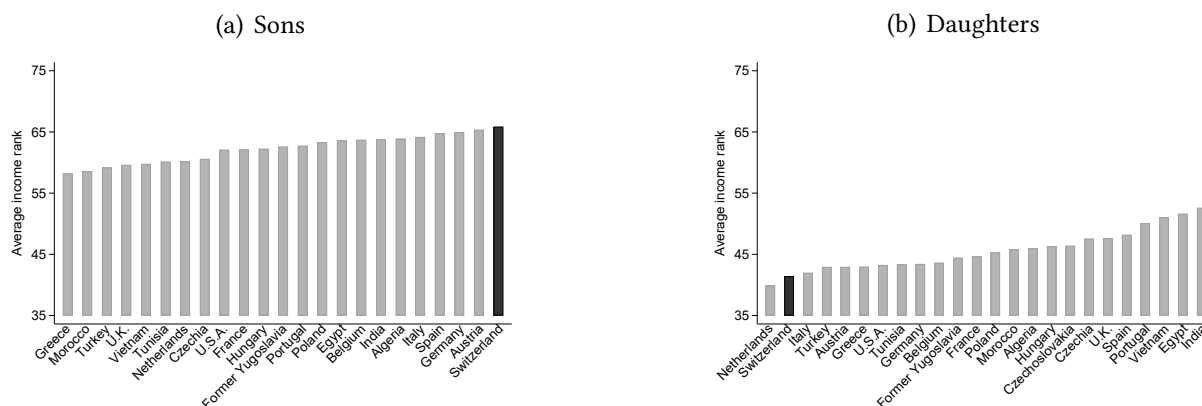 (a) Sons
75
65
55
45
35
Average income rank
Greece
Morocco
Turkey
U.K.
Vietnam
Tunisia
Netherlands
Czechia
U.S.A.
France
Hungary
Former Yugoslavia
Portugal
Poland
Egypt
Belgium
India
Algeria
Italy
Spain
Germany
Austria
Switzerland
(b) Daughters
75
65
55
45
35
Average income rank
Netherlands
Switzerland
Italy
Turkey
Austria
Greece
U.S.A.
Tunisia
Germany
Belgium
Former Yugoslavia
France
Poland
Morocco
Algeria
Hungary
Czechoslovakia
Czechia
U.K.
Spain
Portugal
Vietnam
Egypt
India